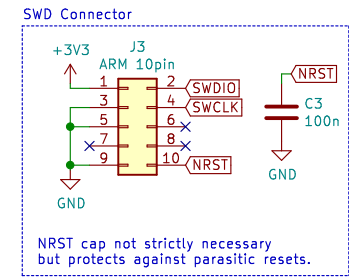 SWD Connector
+3V3
J3
ARM 10pin
1
2
SWDIO
3
4
SWCLK
5
6
7
8
9
10
NRST
GND
NRST
C3
100n
GND
NRST cap not strictly necessary
but protects against parasitic resets.